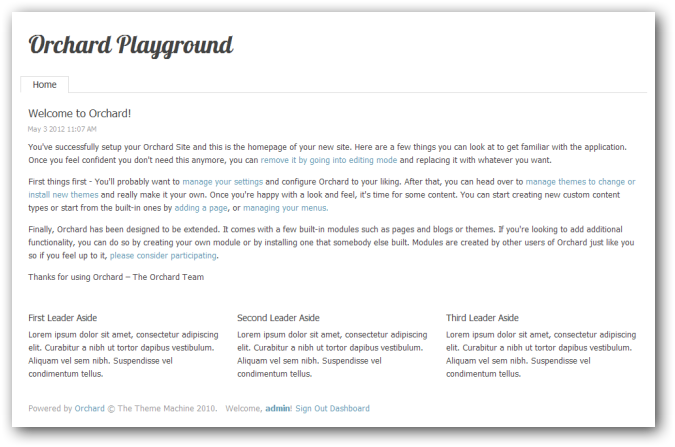 Orchard Playground
Home
Welcome to Orchard!
May 3 2012 11:07 AM
You've successfully setup your Orchard Site and this is the homepage of your new site. Here are a few things you can look at to get familiar with the application.
Once you feel confident you don't need this anymore, you can remove it by going into editing mode and replacing it with whatever you want.
First things first - You'll probably want to manage your settings and configure Orchard to your liking. After that, you can head over to manage themes to change or
install new themes and really make it your own. Once you're happy with a look and feel, it's time for some content. You can start creating new custom content
types or start from the built-in ones by adding a page, or managing your menus.
Finally, Orchard has been designed to be extended. It comes with a few built-in modules such as pages and blogs or themes. If you're looking to add additional
functionality, you can do so by creating your own module or by installing one that somebody else built. Modules are created by other users of Orchard just like you
so if you feel up to it, please consider participating.
Thanks for using Orchard – The Orchard Team
First Leader Aside
Lorem ipsum dolor sit amet, consectetur adipiscing
elit. Curabitur a nibh ut tortor dapibus vestibulum.
Aliquam vel sem nibh. Suspendisse vel
condimentum tellus.
Second Leader Aside
Lorem ipsum dolor sit amet, consectetur adipiscing
elit. Curabitur a nibh ut tortor dapibus vestibulum.
Aliquam vel sem nibh. Suspendisse vel
condimentum tellus.
Third Leader Aside
Lorem ipsum dolor sit amet, consectetur adipiscing
elit. Curabitur a nibh ut tortor dapibus vestibulum.
Aliquam vel sem nibh. Suspendisse vel
condimentum tellus.
Powered by Orchard © The Theme Machine 2010. Welcome, admin! Sign Out Dashboard